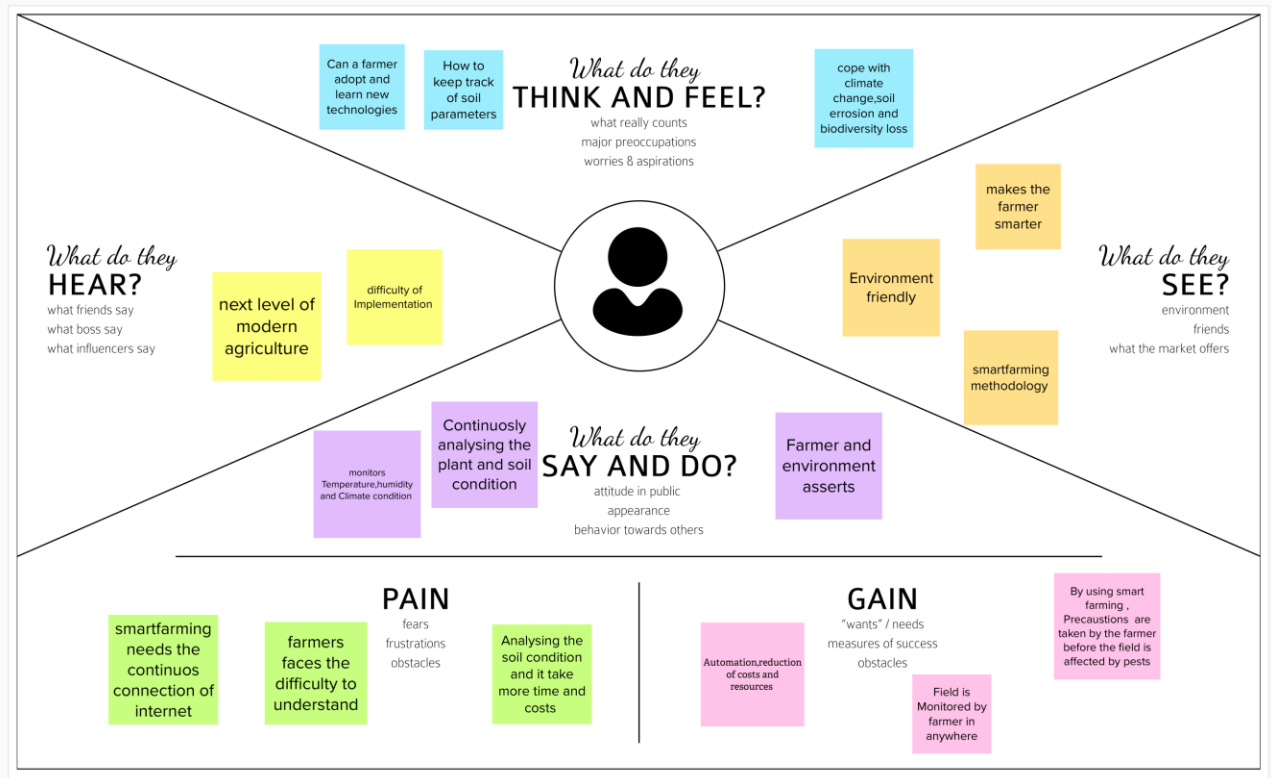 Can a farmer
adopt and
learn new
technologies
How to
keep track
of soil
parameters
What do they
THINK AND FEEL?
what really counts
major preoccupations
worries & aspirations
cope with
climate
change,soil
errosion and
biodiversity loss
What do they
HEAR?
what friends say
what boss say
what influencers say
next level of
modern
agriculture
difficulty of
Implementation
makes the
farmer
smarter
Environment
friendly
smartfarming
methodology
What do they
SEE?
environment
friends
what the market offers
monitors
Temperature,humidity
and Climate condition
Continuosly
analysing the
plant and soil
condition
What do they
SAY AND DO?
attitude in public
appearance
behavior towards others
Farmer and
environment
asserts
PAIN
fears
frustrations
obstacles
smartfarming
needs the
continuos
connection of
internet
farmers
faces the
difficulty to
understand
Analysing the
soil condition
and it take
more time and
costs
GAIN
“wants” / needs
measures of success
obstacles
Automation,reduction
of costs and
resources
Field is
Monitored by
farmer in
anywhere
By using smart
farming ,
Precaustions are
taken by the farmer
before the field is
affected by pests